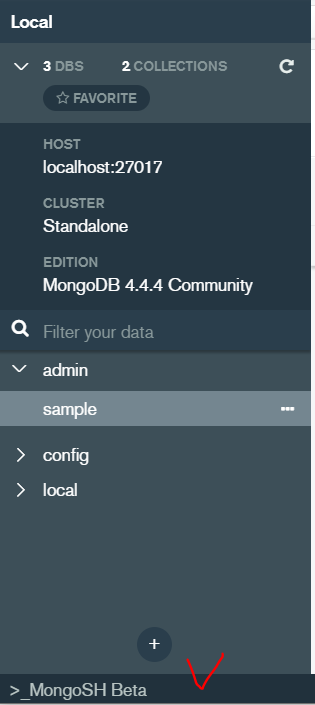 Local
3 DBS 2 COLLECTIONS
FAVORITE
HOST
localhost:27017
CLUSTER
Standalone
EDITION
MongoDB 4.4.4 Community
Filter your data
admin
sample
config
local
>_MongoSH Beta